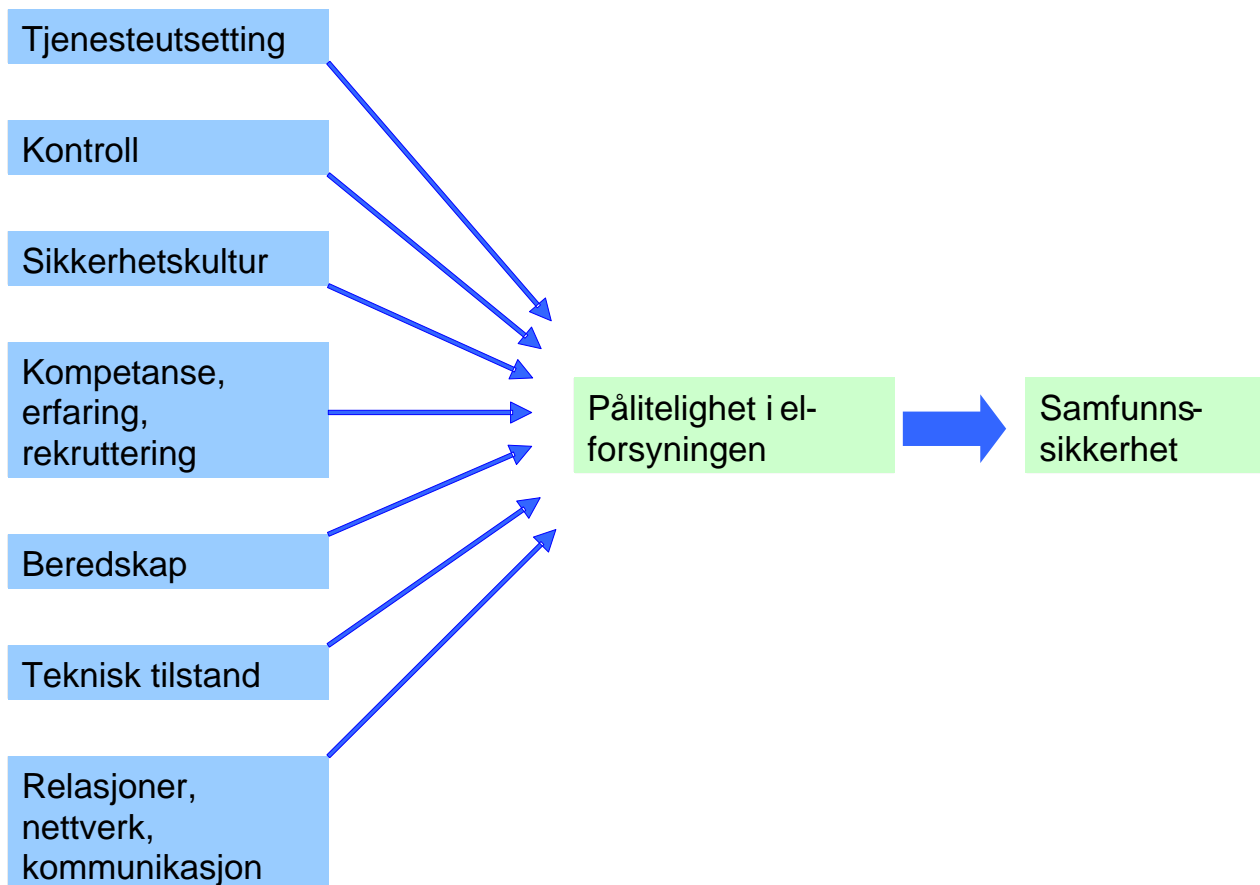 Tjenesteutsetting
Kontroll
Sikkerhetskultur
Kompetanse,
erfaring,
rekruttering
Beredskap
Teknisk tilstand
Relasjoner,
nettverk,
kommunikasjon
Pålitelighet i el-
forsyningen
Samfunns-
sikkerhet